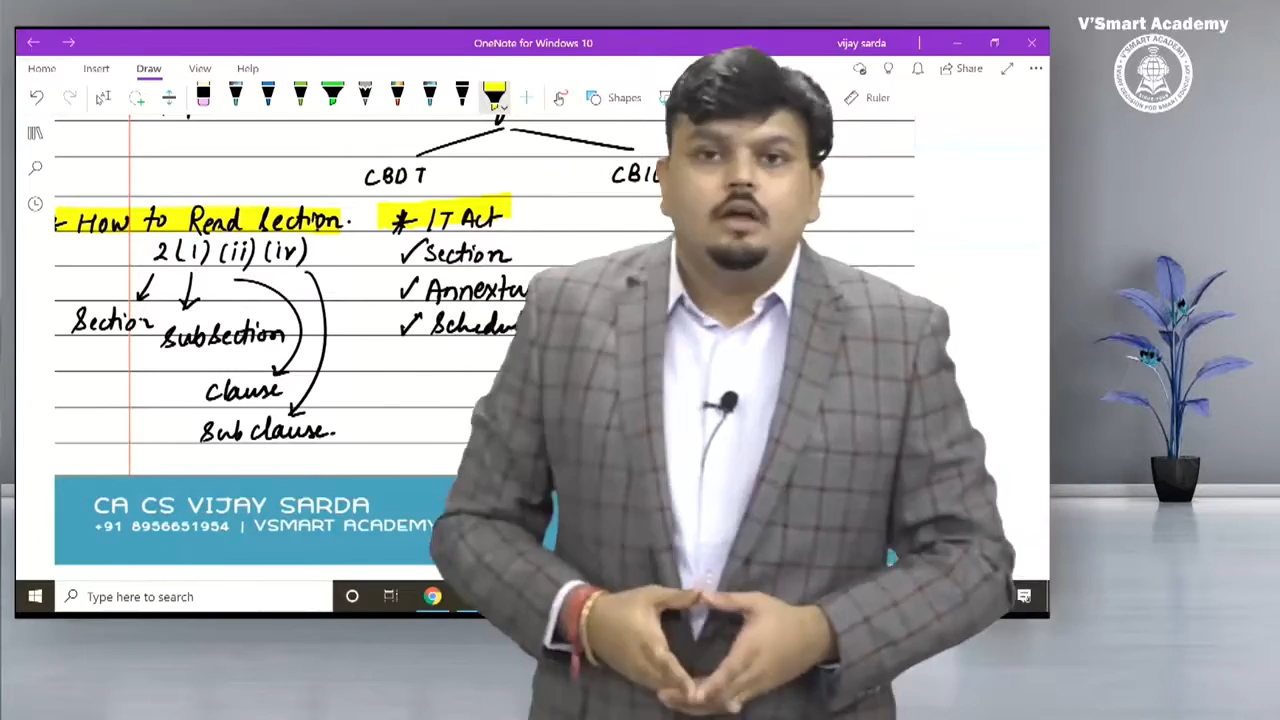 V'Smart Academy
OneNote for Windows 10
vijay sarda
Home Insert Draw View Help
Share
Shapes
Ruler
CBDT
How to Read Section.
* IT Act
2(1)(ii)(iv)
✓ Section
✓
Section
Subsection
✓
Clause
Sub clause.
CA CS VIJAY SARDA
+91 8956651954 | VSMART ACADEMY
Type here to search